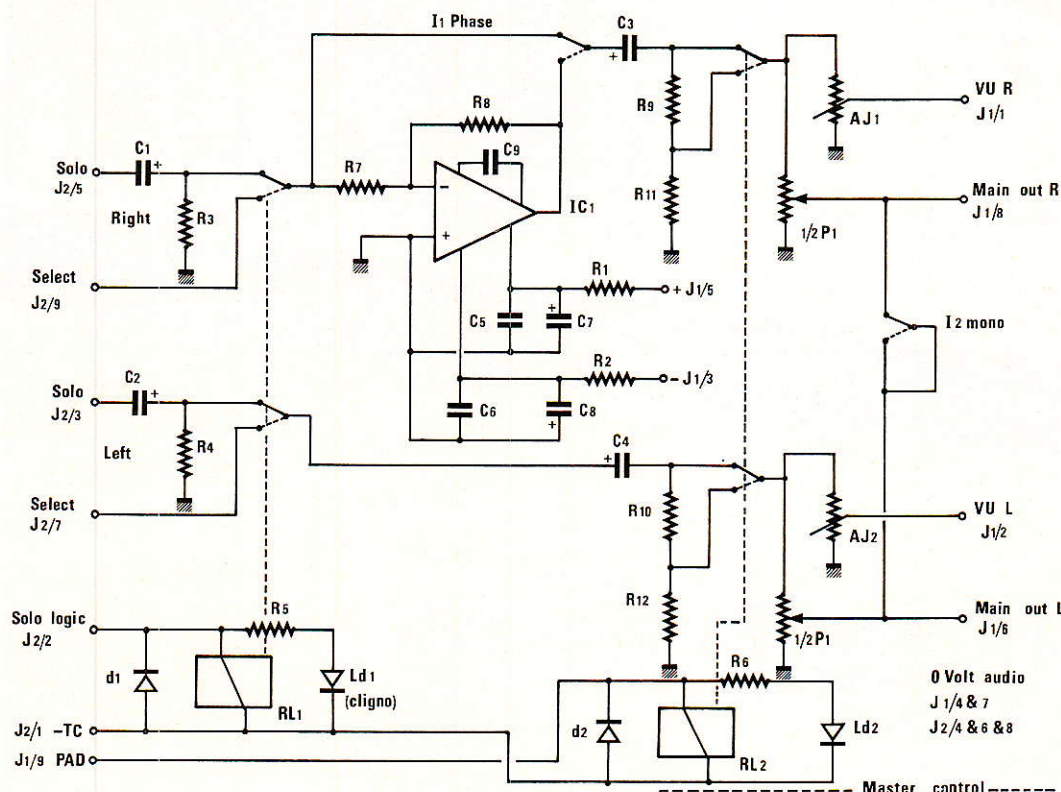 I1 Phase
C3
R8
R9
AJ1
VU R
J1/1
C1
+
Solo
J2/5
R7
C9
−
R3
Right
IC1
R11
Main out R
J1/8
+
1/2 P1
Select
J2/9
R1
+ J1/5
C5
C7
I2 mono
R2
− J1/3
C2
+
Solo
J2/3
C6
C8
R4
Left
C4
+
R10
VU L
J1/2
Select
J2/7
AJ2
R12
R5
Solo logic
J2/2
Main out L
J1/6
1/2 P1
R6
d1
Ld1
(cligno)
RL1
0 Volt audio
J1/4 & 7
J2/4 & 6 & 8
J2/1 -TC
d2
Ld2
J1/9 PAD
RL2
Master control